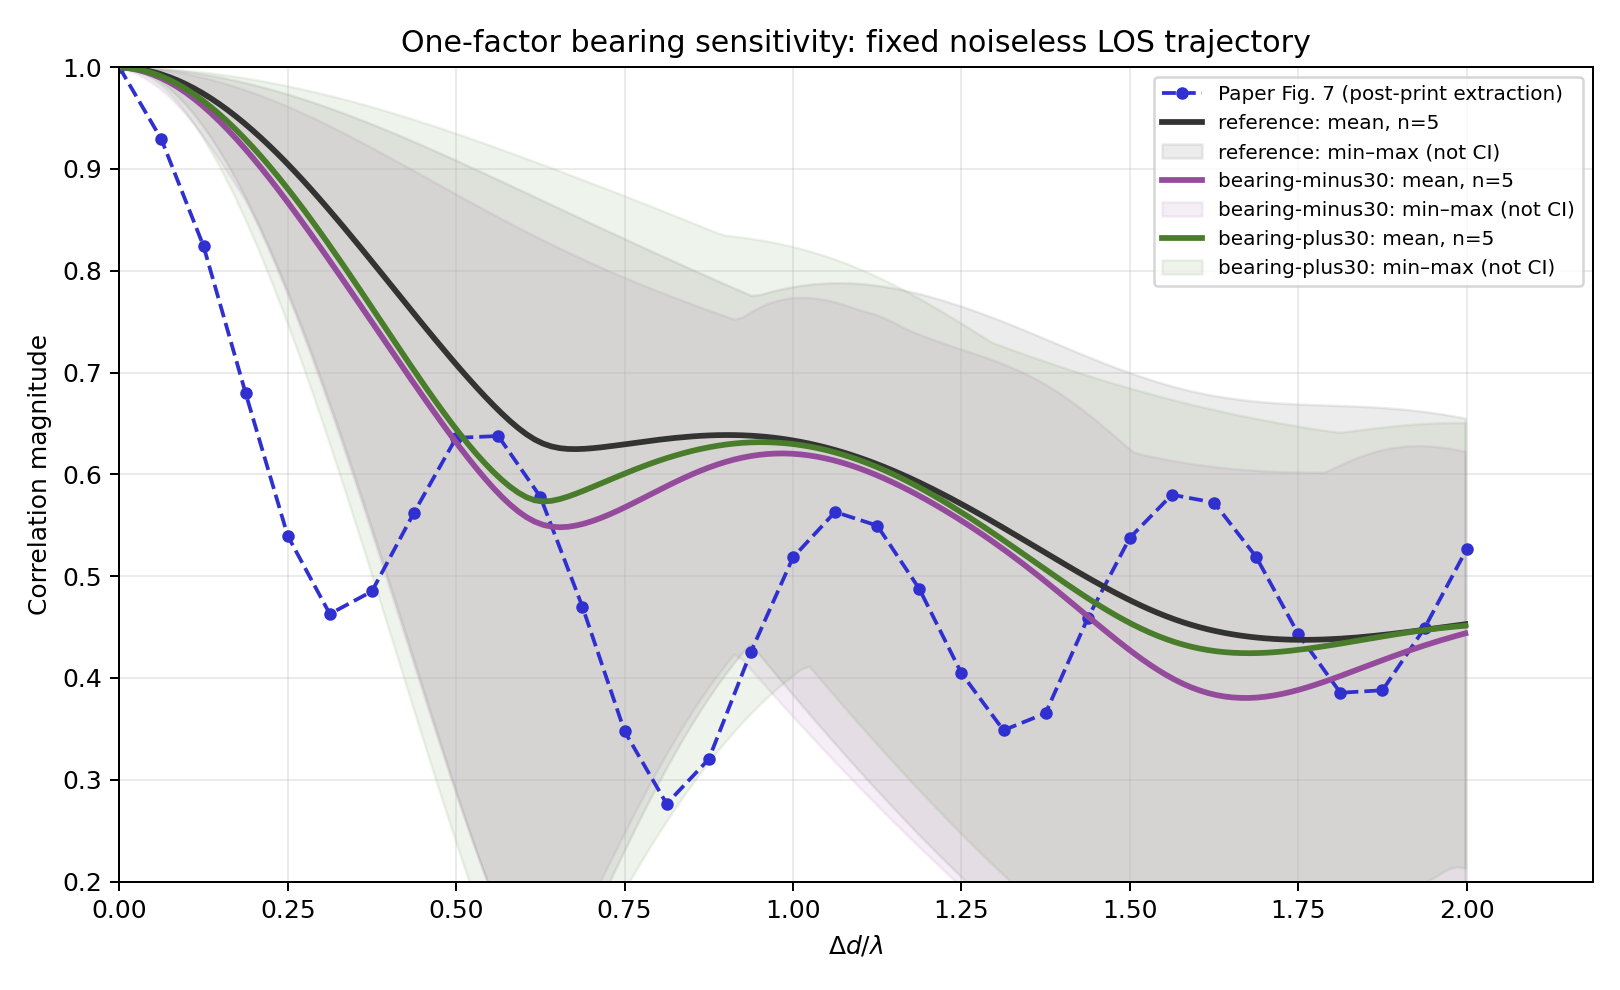 One-factor bearing sensitivity: fixed noiseless LOS trajectory
Correlation magnitude
1.0
0.9
0.8
0.7
0.6
0.5
0.4
0.3
0.2
Paper Fig. 7 (post-print extraction)
reference: mean, n=5
reference: min–max (not CI)
bearing-minus30: mean, n=5
bearing-minus30: min–max (not CI)
bearing-plus30: mean, n=5
bearing-plus30: min–max (not CI)
0.00 0.25 0.50 0.75 1.00 1.25 1.50 1.75 2.00
Δd/λ